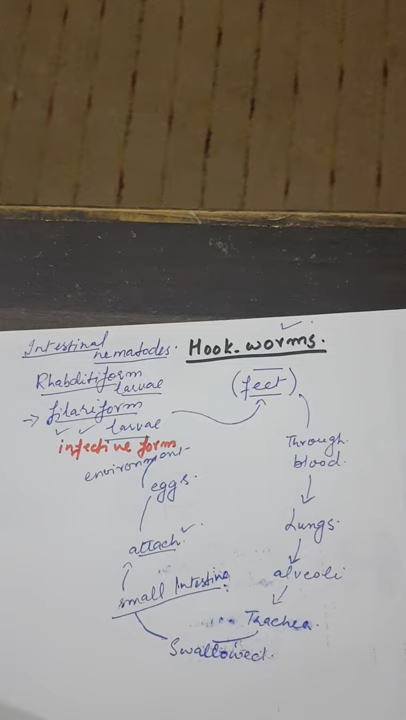 Intestinal
nematodes. Hook-worms.
Rhabditiform
larvae
(feet)
→ filariform
larvae
infective form
environment
eggs.
Through
blood.
attach
Lungs.
small Intestine
alveoli
Trachea.
Swallowed.